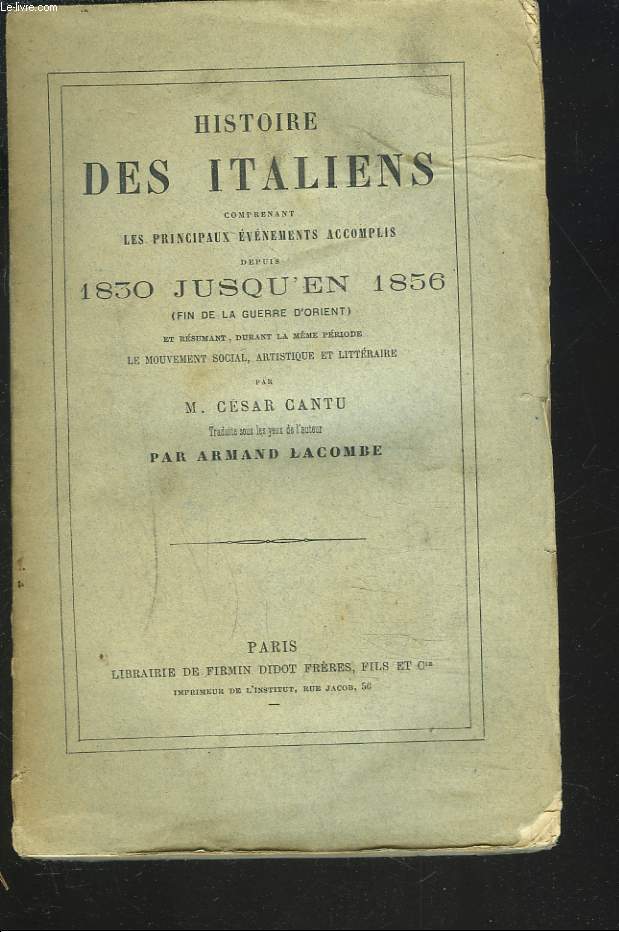 Le-livre.com
HISTOIRE
DES ITALIENS
COMPRENANT
LES PRINCIPAUX ÉVÉNEMENTS ACCOMPLIS
DEPUIS
1830 JUSQU'EN 1856
(FIN DE LA GUERRE D'ORIENT)
ET RÉSUMANT, DURANT LA MÊME PÉRIODE
LE MOUVEMENT SOCIAL, ARTISTIQUE ET LITTÉRAIRE
PAR
M. CÉSAR CANTU
Traduite sous les yeux de l'auteur
PAR ARMAND LACOMBE
PARIS
LIBRAIRIE DE FIRMIN DIDOT FRÈRES, FILS ET Cie
IMPRIMEUR DE L'INSTITUT, RUE JACOB, 56